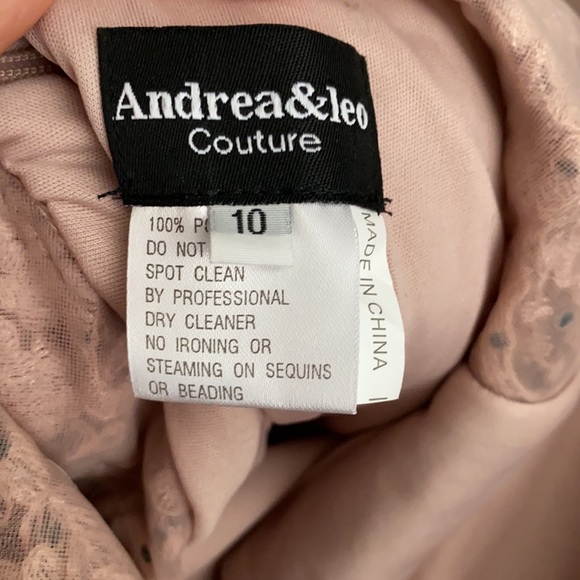 Andrea&leo
Couture
10
100%
DO NOT
SPOT CLEAN
BY PROFESSIONAL
DRY CLEANER
NO IRONING OR
STEAMING ON SEQUINS
OR BEADING
MADE IN CHINA